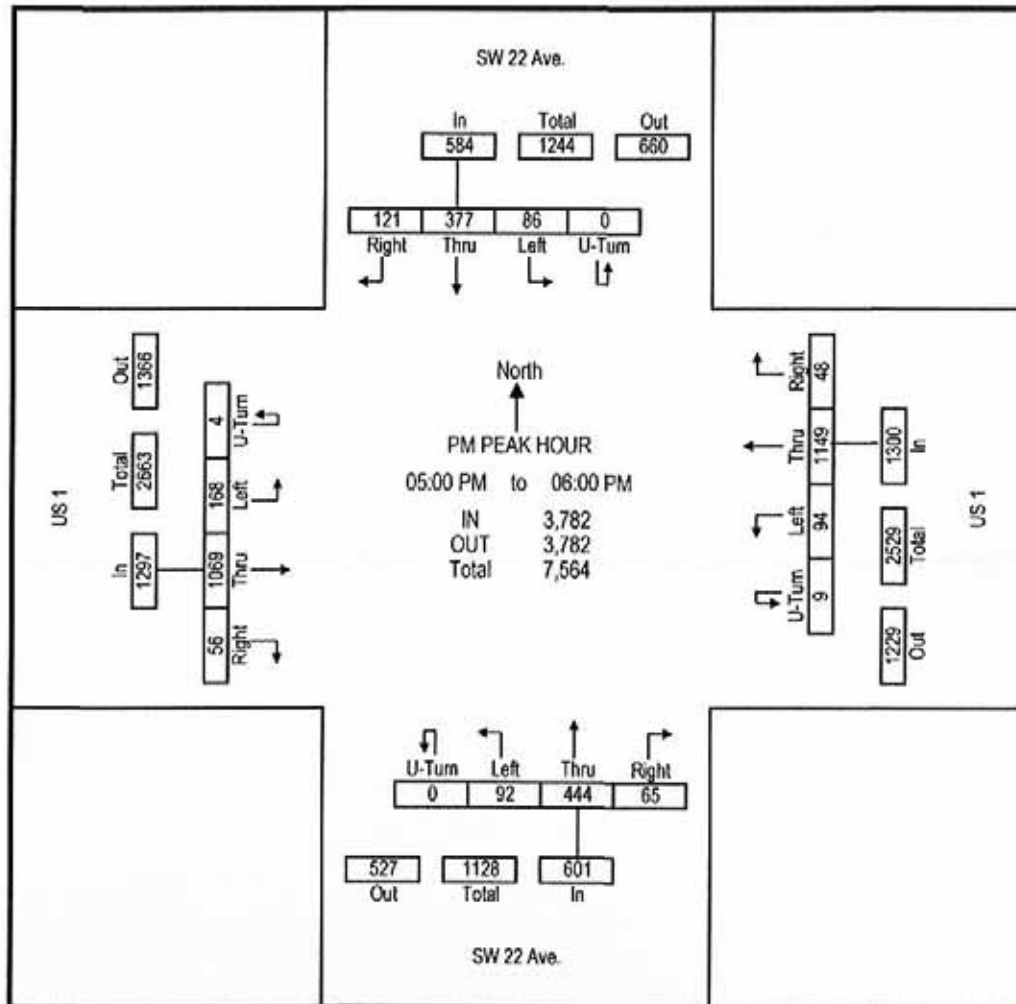 SW 22 Ave.
In Total Out
584 1244 660
121 377 86 0
Right Thru Left U-Turn
US 1
Out 1366
Total 2663
In 1297
4 U-Turn
168 Left
1069 Thru
56 Right
North
PM PEAK HOUR
05:00 PM to 06:00 PM
IN 3,782
OUT 3,782
Total 7,564
Right 48
Thru 1149
Left 94
U-Turn 9
1300 In
2529 Total
1229 Out
US 1
U-Turn Left Thru Right
0 92 444 65
527 1128 601
Out Total In
SW 22 Ave.